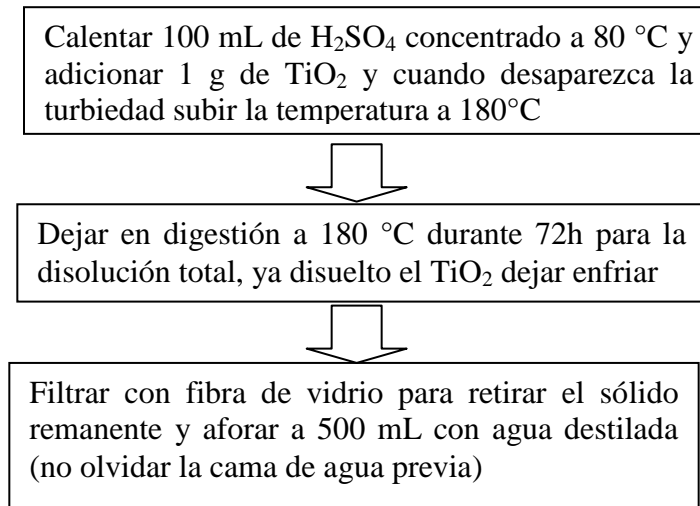 Calentar 100 mL de H₂SO₄ concentrado a 80 °C y
adicionar 1 g de TiO₂ y cuando desaparezca la
turbiedad subir la temperatura a 180°C
Dejar en digestión a 180 °C durante 72h para la
disolución total, ya disuelto el TiO₂ dejar enfriar
Filtrar con fibra de vidrio para retirar el sólido
remanente y aforar a 500 mL con agua destilada
(no olvidar la cama de agua previa)